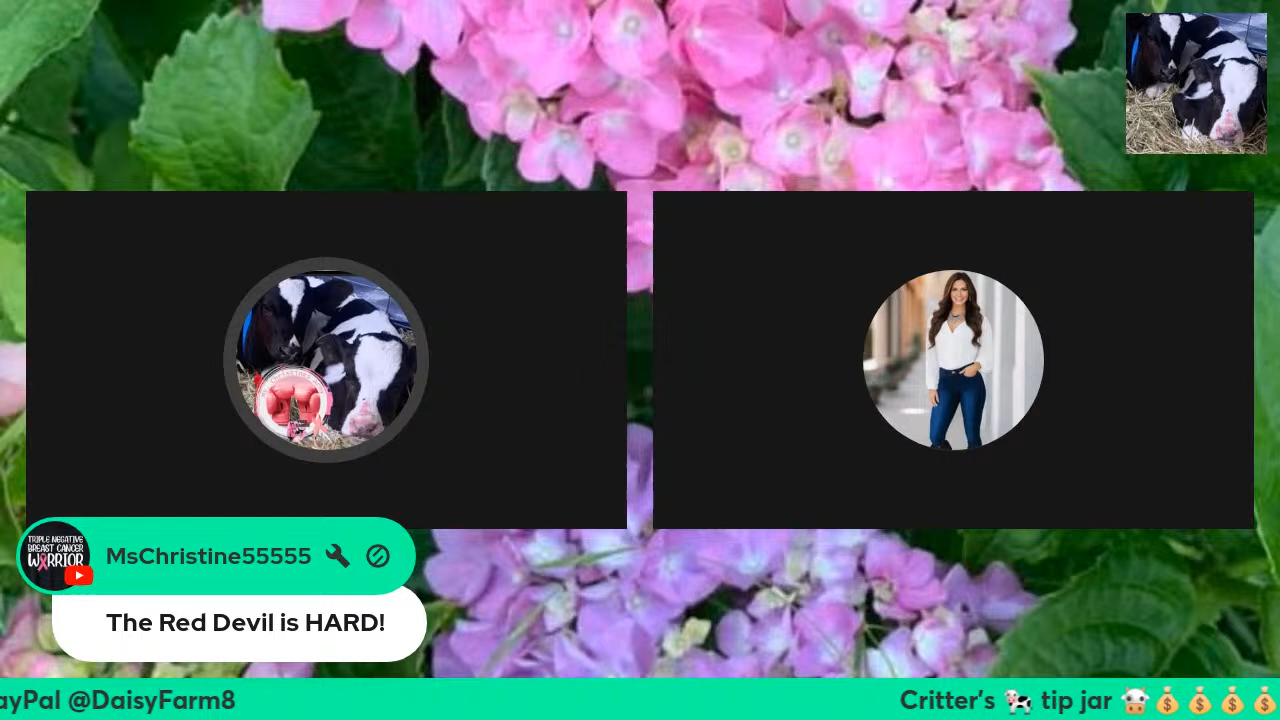 TRIPLE NEGATIVE
BREAST CANCER
WARRIOR
MsChristine55555
The Red Devil is HARD!
ayPal @DaisyFarm8
Critter's 🐄 tip jar 🐮💰💰💰💰